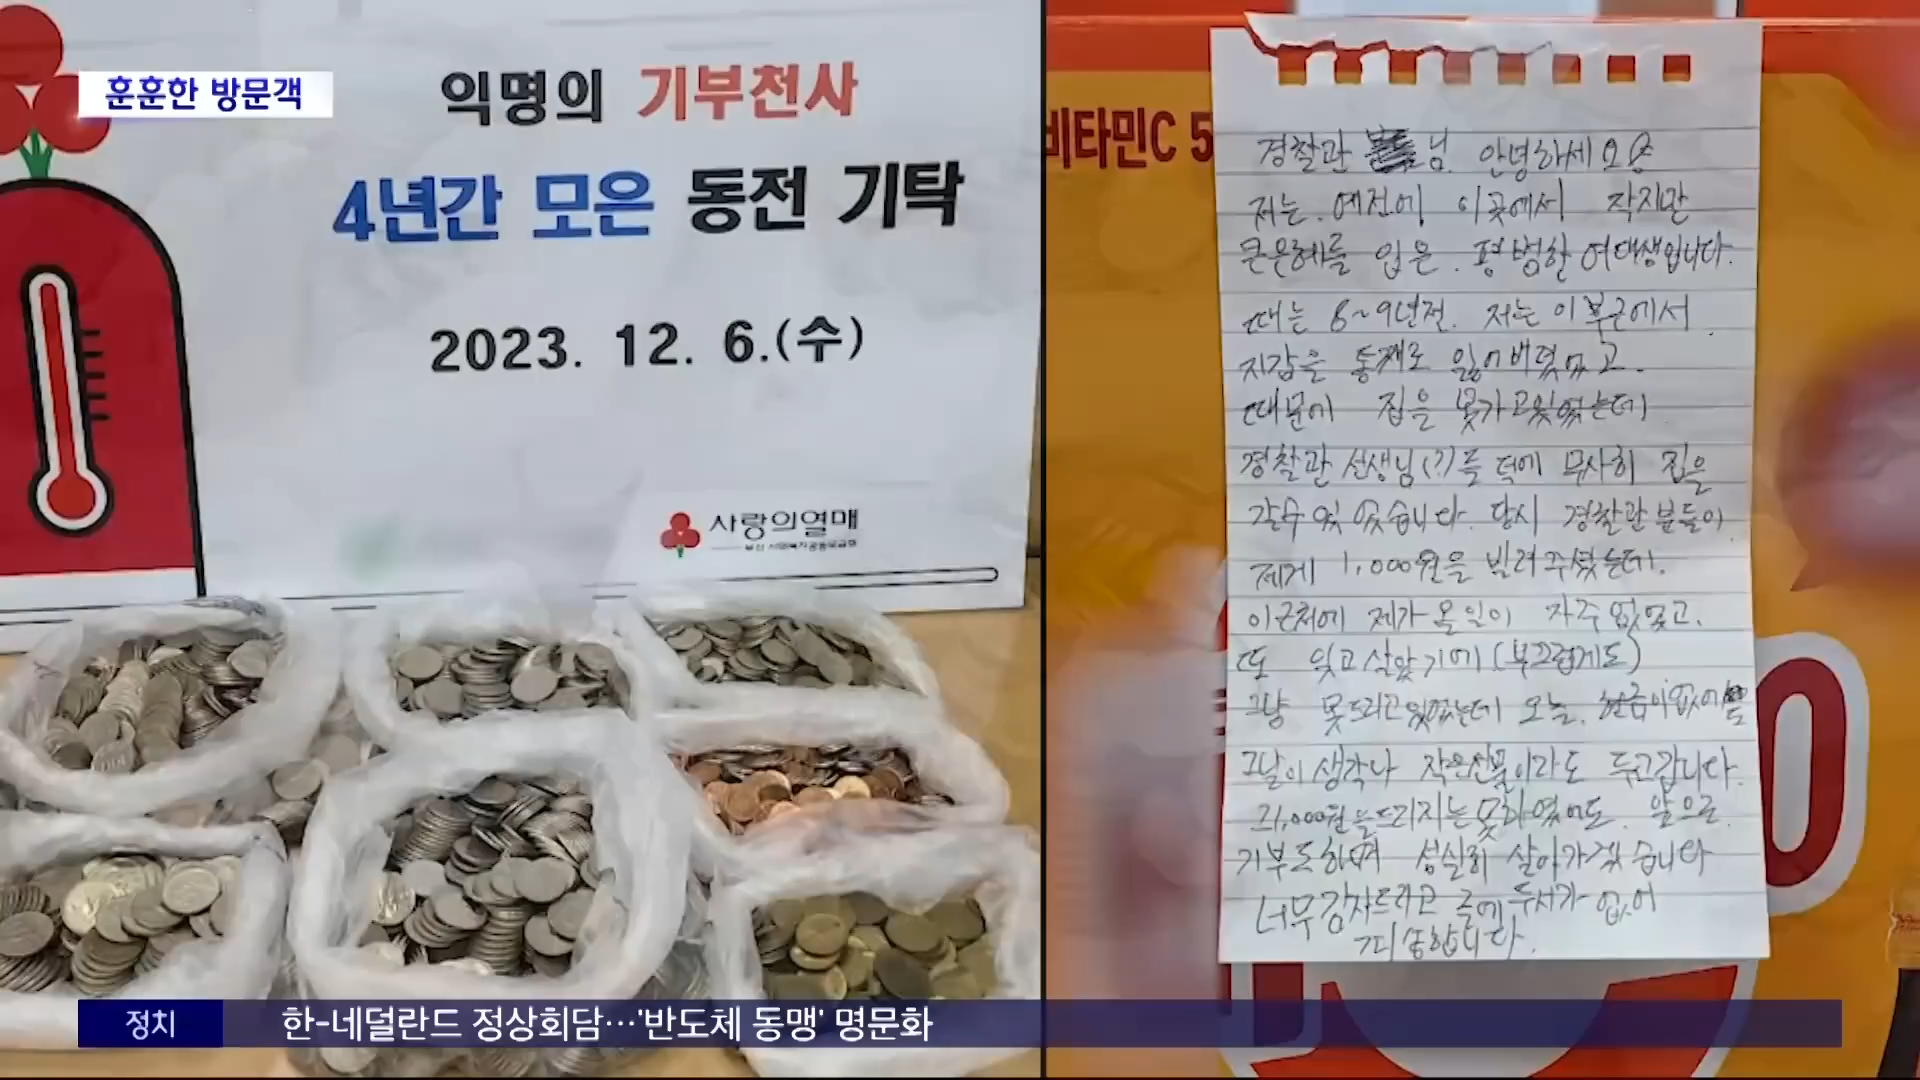 훈훈한 방문객
익명의 기부천사
4년간 모은 동전 기탁
2023. 12. 6.(수)
사랑의열매
비타민C 5
경찰관 님. 안녕하세요
저는. 예전에 이곳에서 작지만
큰은혜를 입은. 평범한 여대생입니다.
때는 8~9년전. 저는 이 부근에서
지갑을 통째로 잃어버렸었고.
때문에 집을 못가고있었는데
경찰관 선생님(?)들 덕에 무사히 집을
갈수 있 었습니다. 당시 경찰관 분들이
제게 1,000원을 빌려주셨는데.
이근처에 제가 올일이 자주 없었고.
또 잊고 살았기에 (부끄럽게도)
그냥 못드리고있었는데 오늘. 현금이없어
그날이 생각나 작은선물이라도 두고갑니다.
21,000원을드리지는못하였어도. 앞으로.
기부도하며 성실히 살아가겠습니다
너무감사드리고 글에 두서가 없어
죄송합니다.
정치 한-네덜란드 정상회담…'반도체 동맹' 명문화